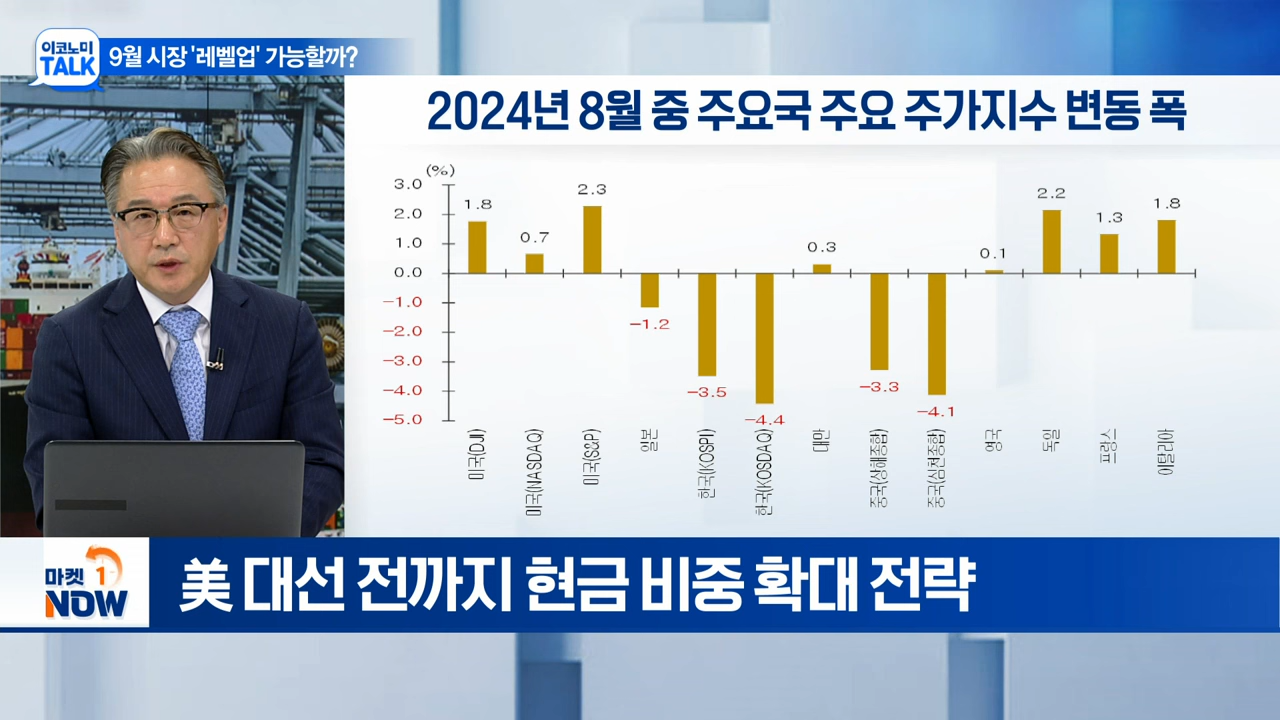 이코노미
TALK
9월 시장 '레벨업' 가능할까?
2024년 8월 중 주요국 주요 주가지수 변동 폭
(%)
3.0
2.0
1.0
0.0
-1.0
-2.0
-3.0
-4.0
-5.0
1.8
0.7
2.3
-1.2
-3.5
-4.4
0.3
-3.3
-4.1
0.1
2.2
1.3
1.8
미국(DJI)
미국(NASDAQ)
미국(S&P)
일본
한국(KOSPI)
한국(KOSDAQ)
대만
중국(상해종합)
중국(심천종합)
영국
독일
프랑스
이탈리아
마켓 1
NOW
美 대선 전까지 현금 비중 확대 전략